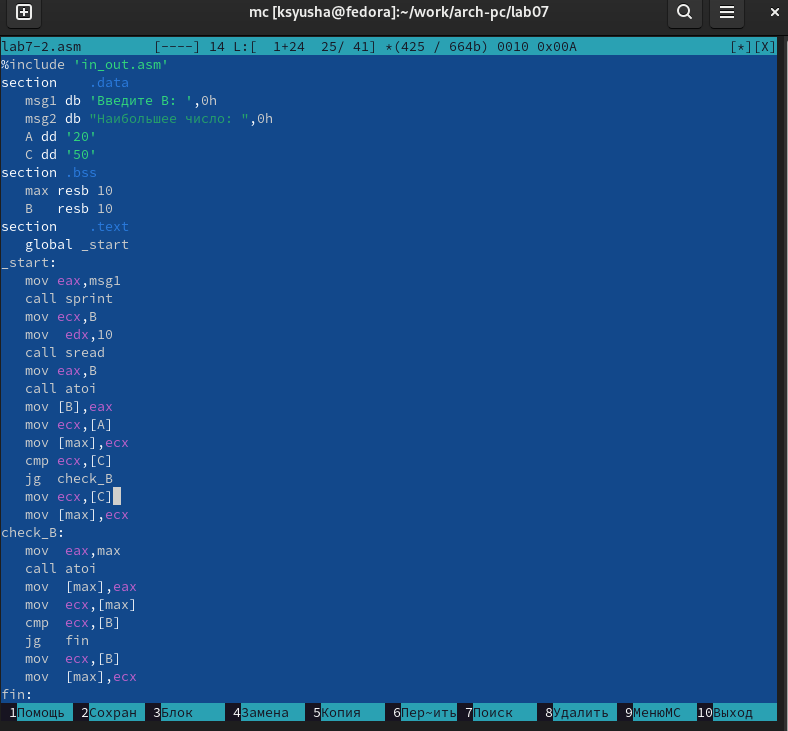 mc [ksyusha@fedora]:~/work/arch-pc/lab07
lab7-2.asm         [----] 14 L:[  1+24  25/ 41] *(425 / 664b) 0010 0x00A                   [*][X]
%include 'in_out.asm'
section    .data
   msg1 db 'Введите B: ',0h
   msg2 db "Наибольшее число: ",0h
   A dd '20'
   C dd '50'
section .bss
   max resb 10
   B   resb 10
section    .text
   global _start
_start:
   mov eax,msg1
   call sprint
   mov ecx,B
   mov  edx,10
   call sread
   mov eax,B
   call atoi
   mov [B],eax
   mov ecx,[A]
   mov [max],ecx
   cmp ecx,[C]
   jg  check_B
   mov ecx,[C]
   mov [max],ecx
check_B:
   mov  eax,max
   call atoi
   mov  [max],eax
   mov  ecx,[max]
   cmp  ecx,[B]
   jg   fin
   mov  ecx,[B]
   mov  [max],ecx
fin:
1Помощь  2Сохран  3Блок  4Замена  5Копия  6Пер~ить  7Поиск  8Удалить  9МенюMC  10Выход